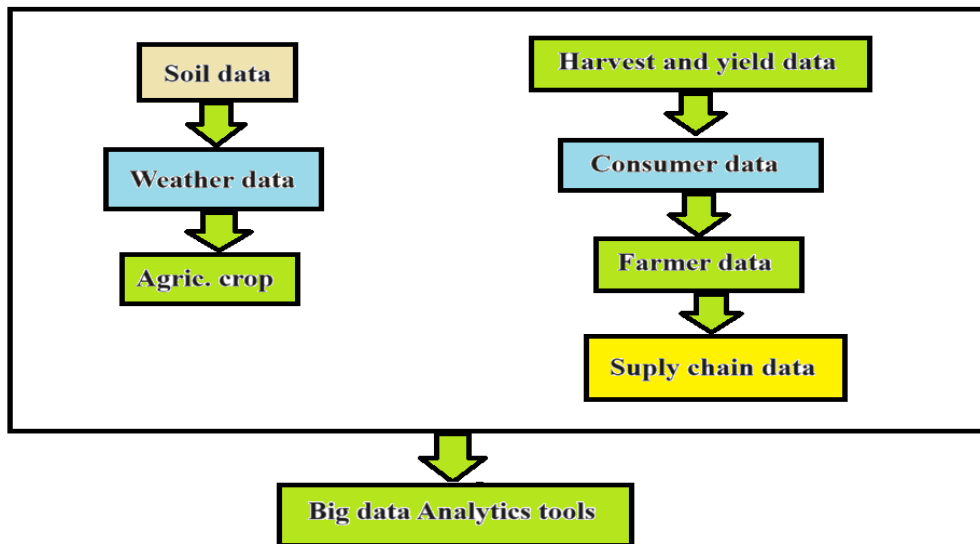 Soil data
Weather data
Agric. crop
Harvest and yield data
Consumer data
Farmer data
Suply chain data
Big data Analytics tools